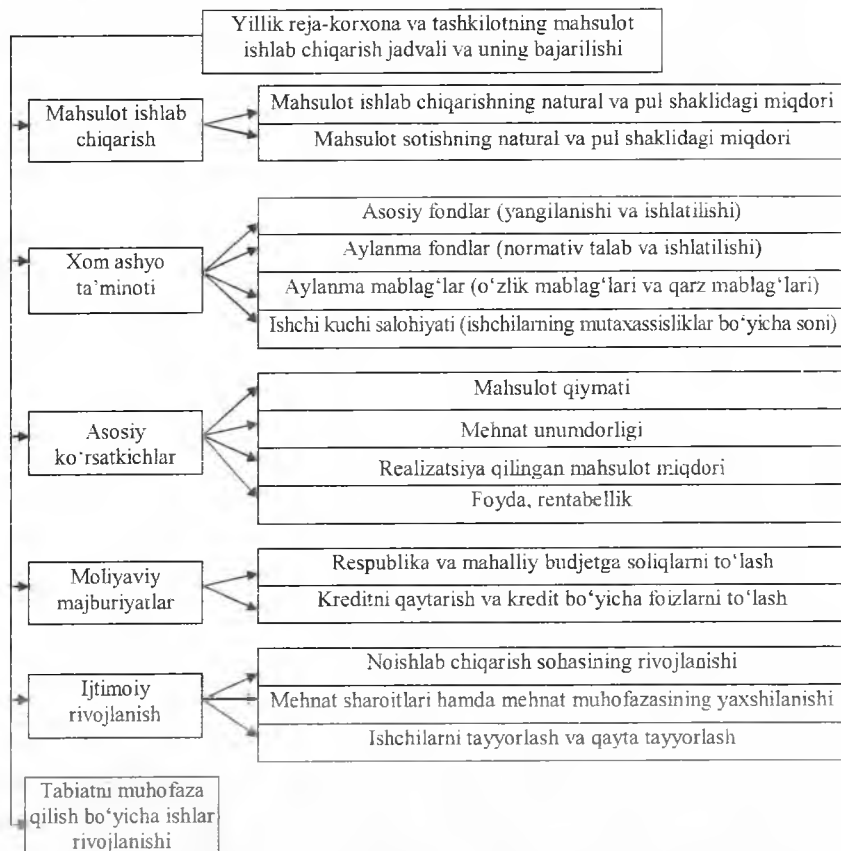 Yillik reja-korxona va tashkilotning mahsulot
ishlab chiqarish jadvali va uning bajarilishi
Mahsulot ishlab
chiqarish
Mahsulot ishlab chiqarishning natural va pul shaklidagi miqdori
Mahsulot sotishning natural va pul shaklidagi miqdori
Xom ashyo
ta’minoti
Asosiy fondlar (yangilanishi va ishlatilishi)
Aylanma fondlar (normativ talab va ishlatilishi)
Aylanma mablag‘lar (o‘zlik mablag‘lari va qarz mablag‘lari)
Ishchi kuchi salohiyati (ishchilarning mutaxassisliklar bo‘yicha soni)
Asosiy
ko‘rsatkichlar
Mahsulot qiymati
Mehnat unumdorligi
Realizatsiya qilingan mahsulot miqdori
Foyda, rentabellik
Moliyaviy
majburiyatlar
Respublika va mahalliy budjetga soliqlarni to‘lash
Kreditni qaytarish va kredit bo‘yicha foizlarni to‘lash
Ijtimoiy
rivojlanish
Noishlab chiqarish sohasining rivojlanishi
Mehnat sharoitlari hamda mehnat muhofazasining yaxshilanishi
Ishchilarni tayyorlash va qayta tayyorlash
Tabiatni muhofaza
qilish bo‘yicha ishlar
rivojlanishi